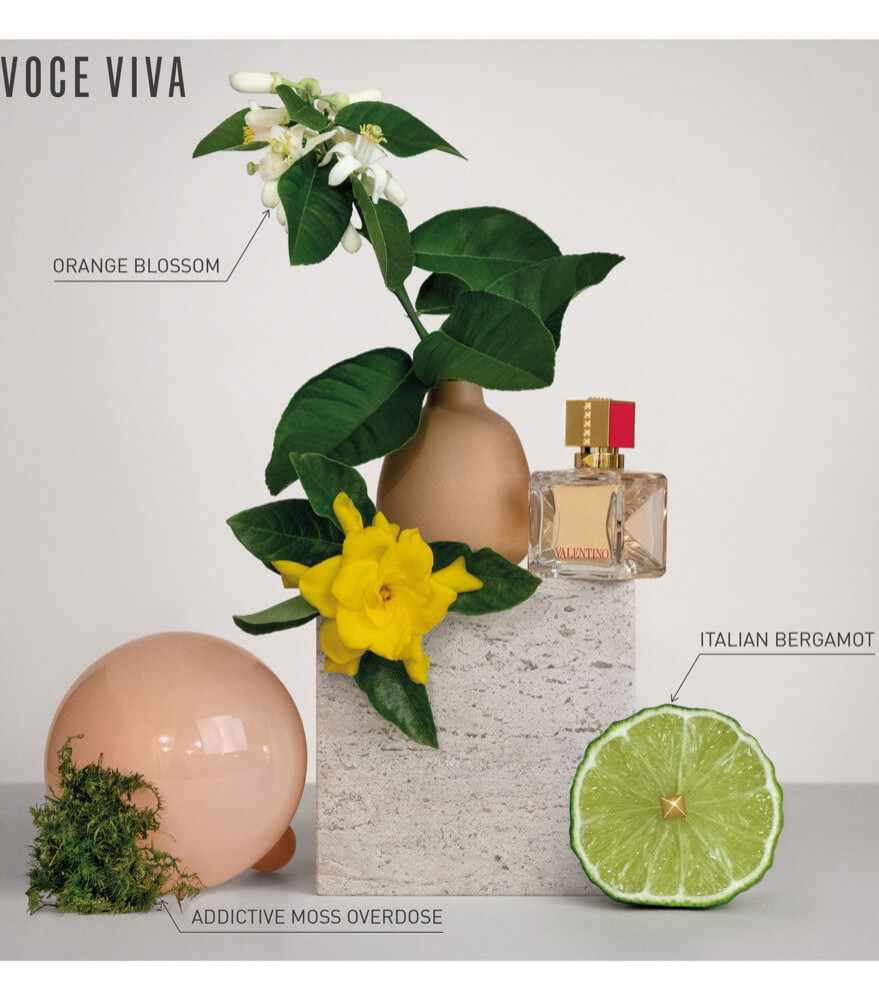 VOCE VIVA
ORANGE BLOSSOM
VALENTINO
ITALIAN BERGAMOT
ADDICTIVE MOSS OVERDOSE